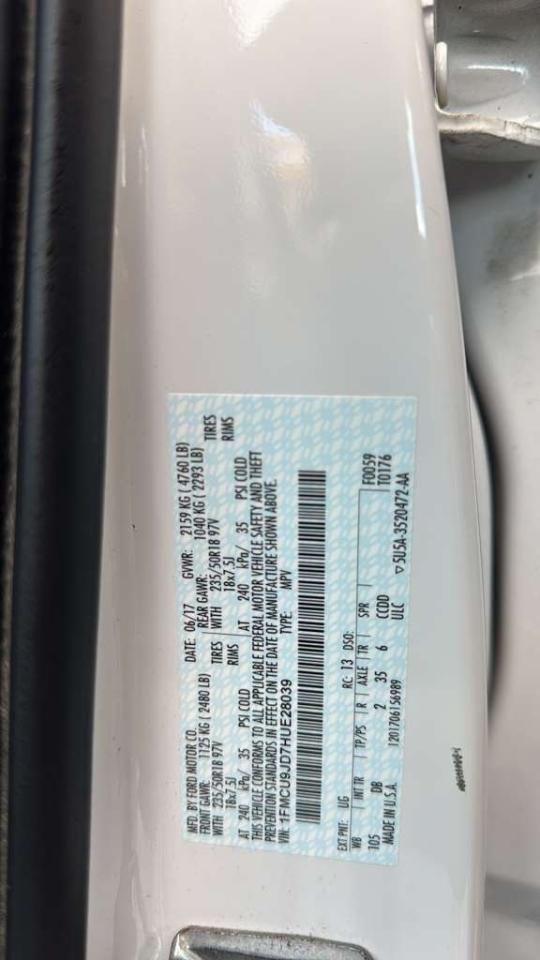 MFD. BY FORD MOTOR CO. DATE: 06/17 GVWR: 2159 KG ( 4760 LB)
FRONT GAWR: 1125 KG ( 2480 LB) REAR GAWR: 1040 KG ( 2293 LB)
WITH 235/50R18 97V TIRES WITH 235/50R18 97V TIRES
18x7.5J RIMS 18x7.5J RIMS
AT 240 kPa/ 35 PSI COLD AT 240 kPa/ 35 PSI COLD
THIS VEHICLE CONFORMS TO ALL APPLICABLE FEDERAL MOTOR VEHICLE SAFETY AND THEFT
PREVENTION STANDARDS IN EFFECT ON THE DATE OF MANUFACTURE SHOWN ABOVE.
VIN: 1FMCU9JD7HUE28039 TYPE: MPV
EXT PNT: UG RC: 13 DSO: F0059
WB INT TR TP/PS R AXLE TR SPR T0176
105 DB 2 35 6 CCDD
MADE IN U.S.A. 1201706156989 ULC ▽5U5A-3520472-AA